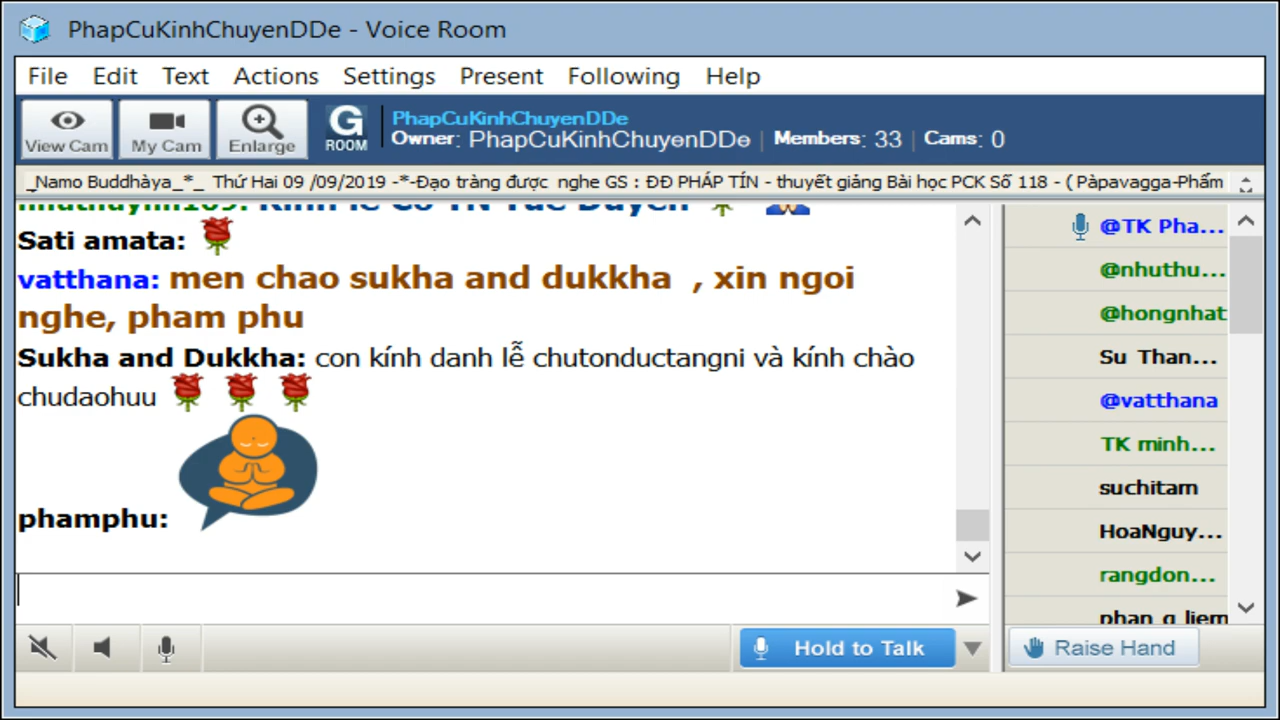 PhapCuKinhChuyenDDe - Voice Room
File Edit Text Actions Settings Present Following Help
View Cam My Cam Enlarge G ROOM
PhapCuKinhChuyenDDe
Owner: PhapCuKinhChuyenDDe | Members: 33 | Cams: 0
_Namo Buddhàya_*_ Thứ Hai 09 /09/2019 -*-Đạo tràng được nghe GS : ĐĐ PHÁP TÍN - thuyết giảng Bài học PCK Số 118 - ( Pàpavagga-Phẩm
Sati amata:
vatthana: men chao sukha and dukkha , xin ngoi
nghe, pham phu
Sukha and Dukkha: con kính danh lễ chutonductangni và kính chào
chudaohuu
phamphu:
@TK Pha...
@nhuthu...
@hongnhat
Su Than...
@vatthana
TK minh...
suchitam
HoaNguy...
rangdon...
phan_g_liem
Hold to Talk
Raise Hand